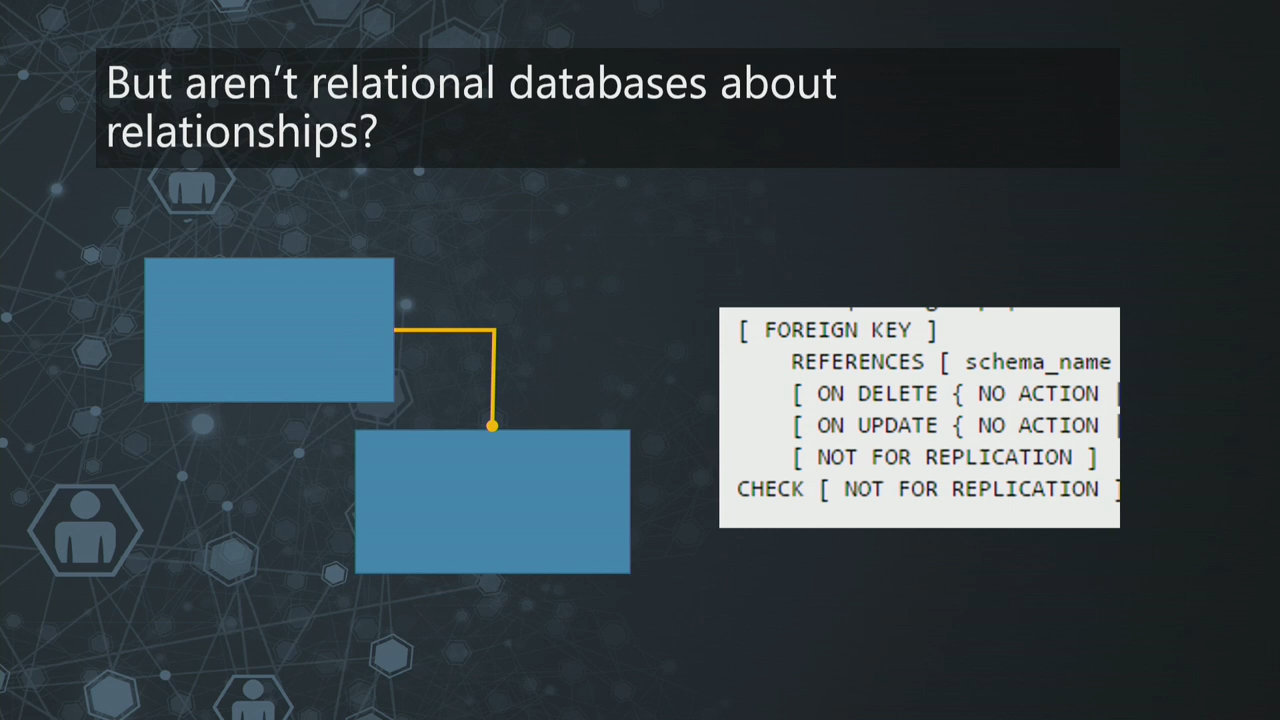 But aren’t relational databases about
relationships?
[ FOREIGN KEY ]
REFERENCES [ schema_name
[ ON DELETE { NO ACTION |
[ ON UPDATE { NO ACTION |
[ NOT FOR REPLICATION ]
CHECK [ NOT FOR REPLICATION ]